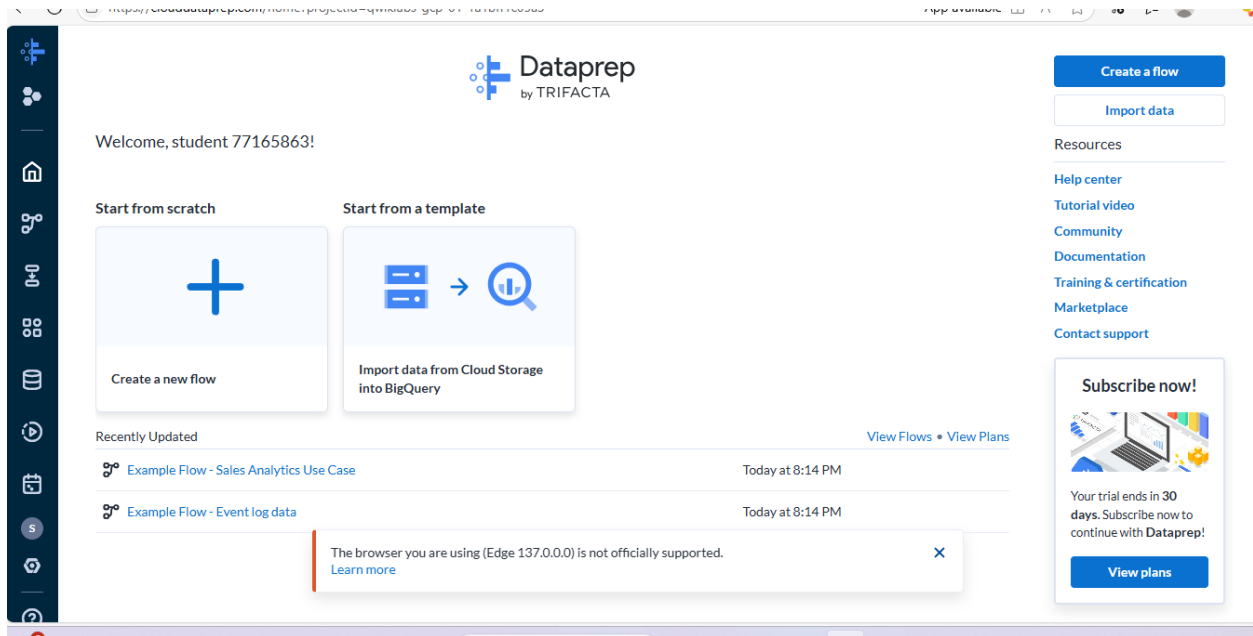 Dataprep
by TRIFACTA
Create a flow
Import data
Welcome, student 77165863!
Resources
Help center
Tutorial video
Community
Documentation
Training & certification
Marketplace
Contact support
Start from scratch
Start from a template
Create a new flow
Import data from Cloud Storage
into BigQuery
Subscribe now!
Recently Updated
View Flows • View Plans
Example Flow - Sales Analytics Use Case
Today at 8:14 PM
Example Flow - Event log data
Today at 8:14 PM
Your trial ends in 30
days. Subscribe now to
continue with Dataprep!
View plans
S
The browser you are using (Edge 137.0.0.0) is not officially supported.
Learn more